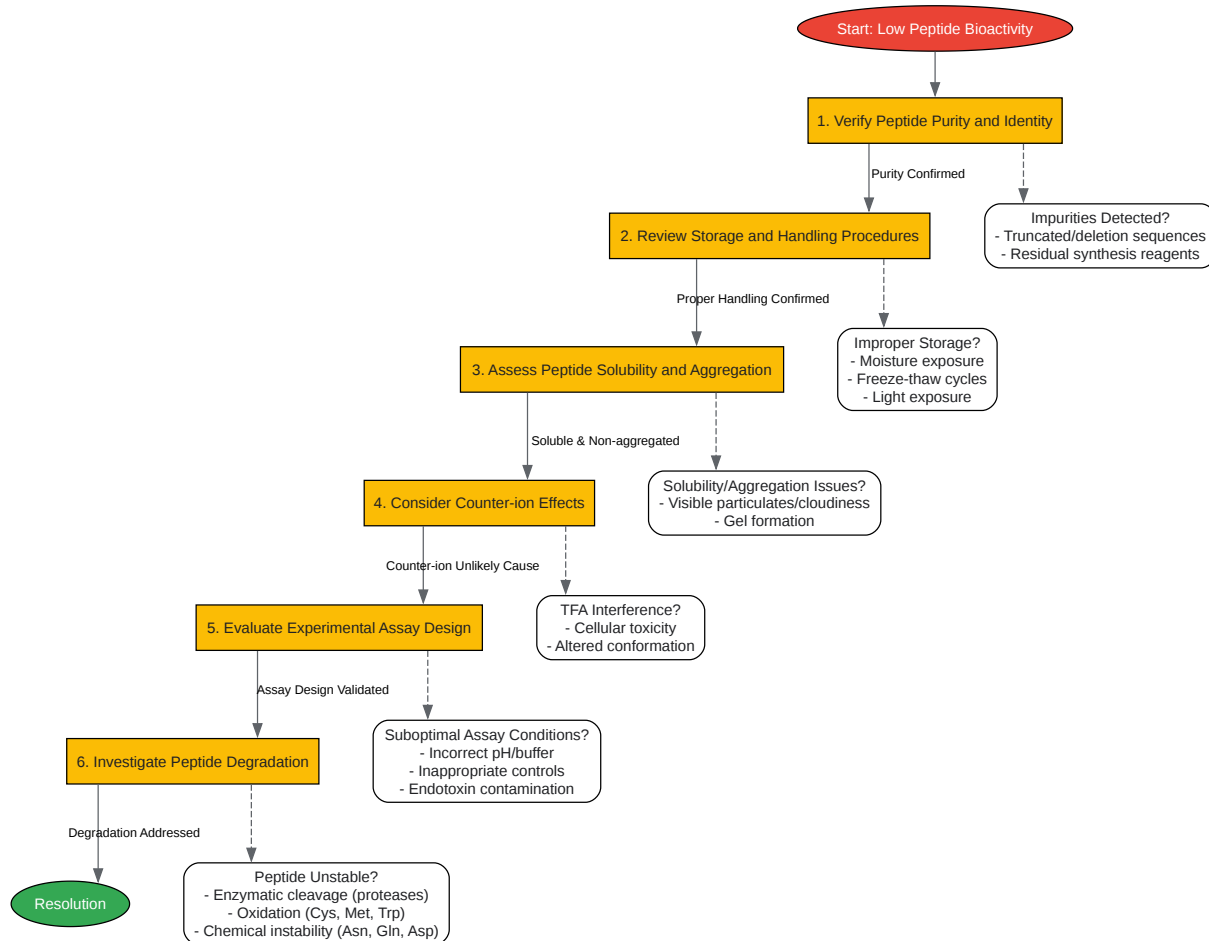 Start: Low Peptide Bioactivity
1. Verify Peptide Purity and Identity
Purity Confirmed
Impurities Detected?
- Truncated/deletion sequences
- Residual synthesis reagents
2. Review Storage and Handling Procedures
Proper Handling Confirmed
Improper Storage?
- Moisture exposure
- Freeze-thaw cycles
- Light exposure
3. Assess Peptide Solubility and Aggregation
Soluble & Non-aggregated
Solubility/Aggregation Issues?
- Visible particulates/cloudiness
- Gel formation
4. Consider Counter-ion Effects
Counter-ion Unlikely Cause
TFA Interference?
- Cellular toxicity
- Altered conformation
5. Evaluate Experimental Assay Design
Assay Design Validated
Suboptimal Assay Conditions?
- Incorrect pH/buffer
- Inappropriate controls
- Endotoxin contamination
6. Investigate Peptide Degradation
Degradation Addressed
Peptide Unstable?
- Enzymatic cleavage (proteases)
- Oxidation (Cys, Met, Trp)
- Chemical instability (Asn, Gln, Asp)
Resolution